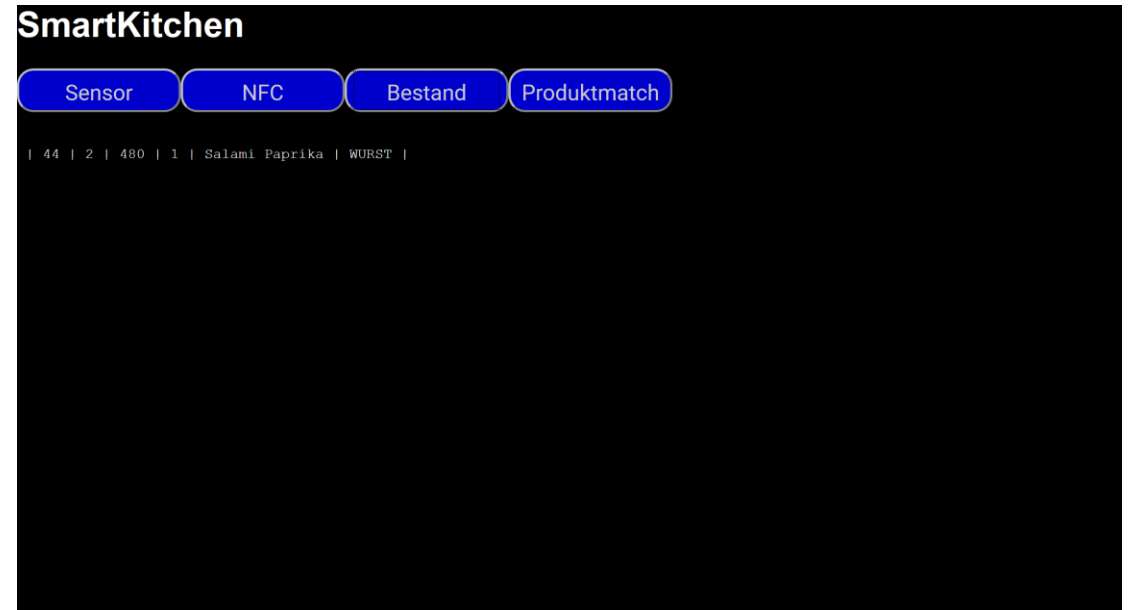 SmartKitchen
Sensor NFC Bestand Produktmatch
| 44 | 2 | 480 | 1 | Salami Paprika | WURST |